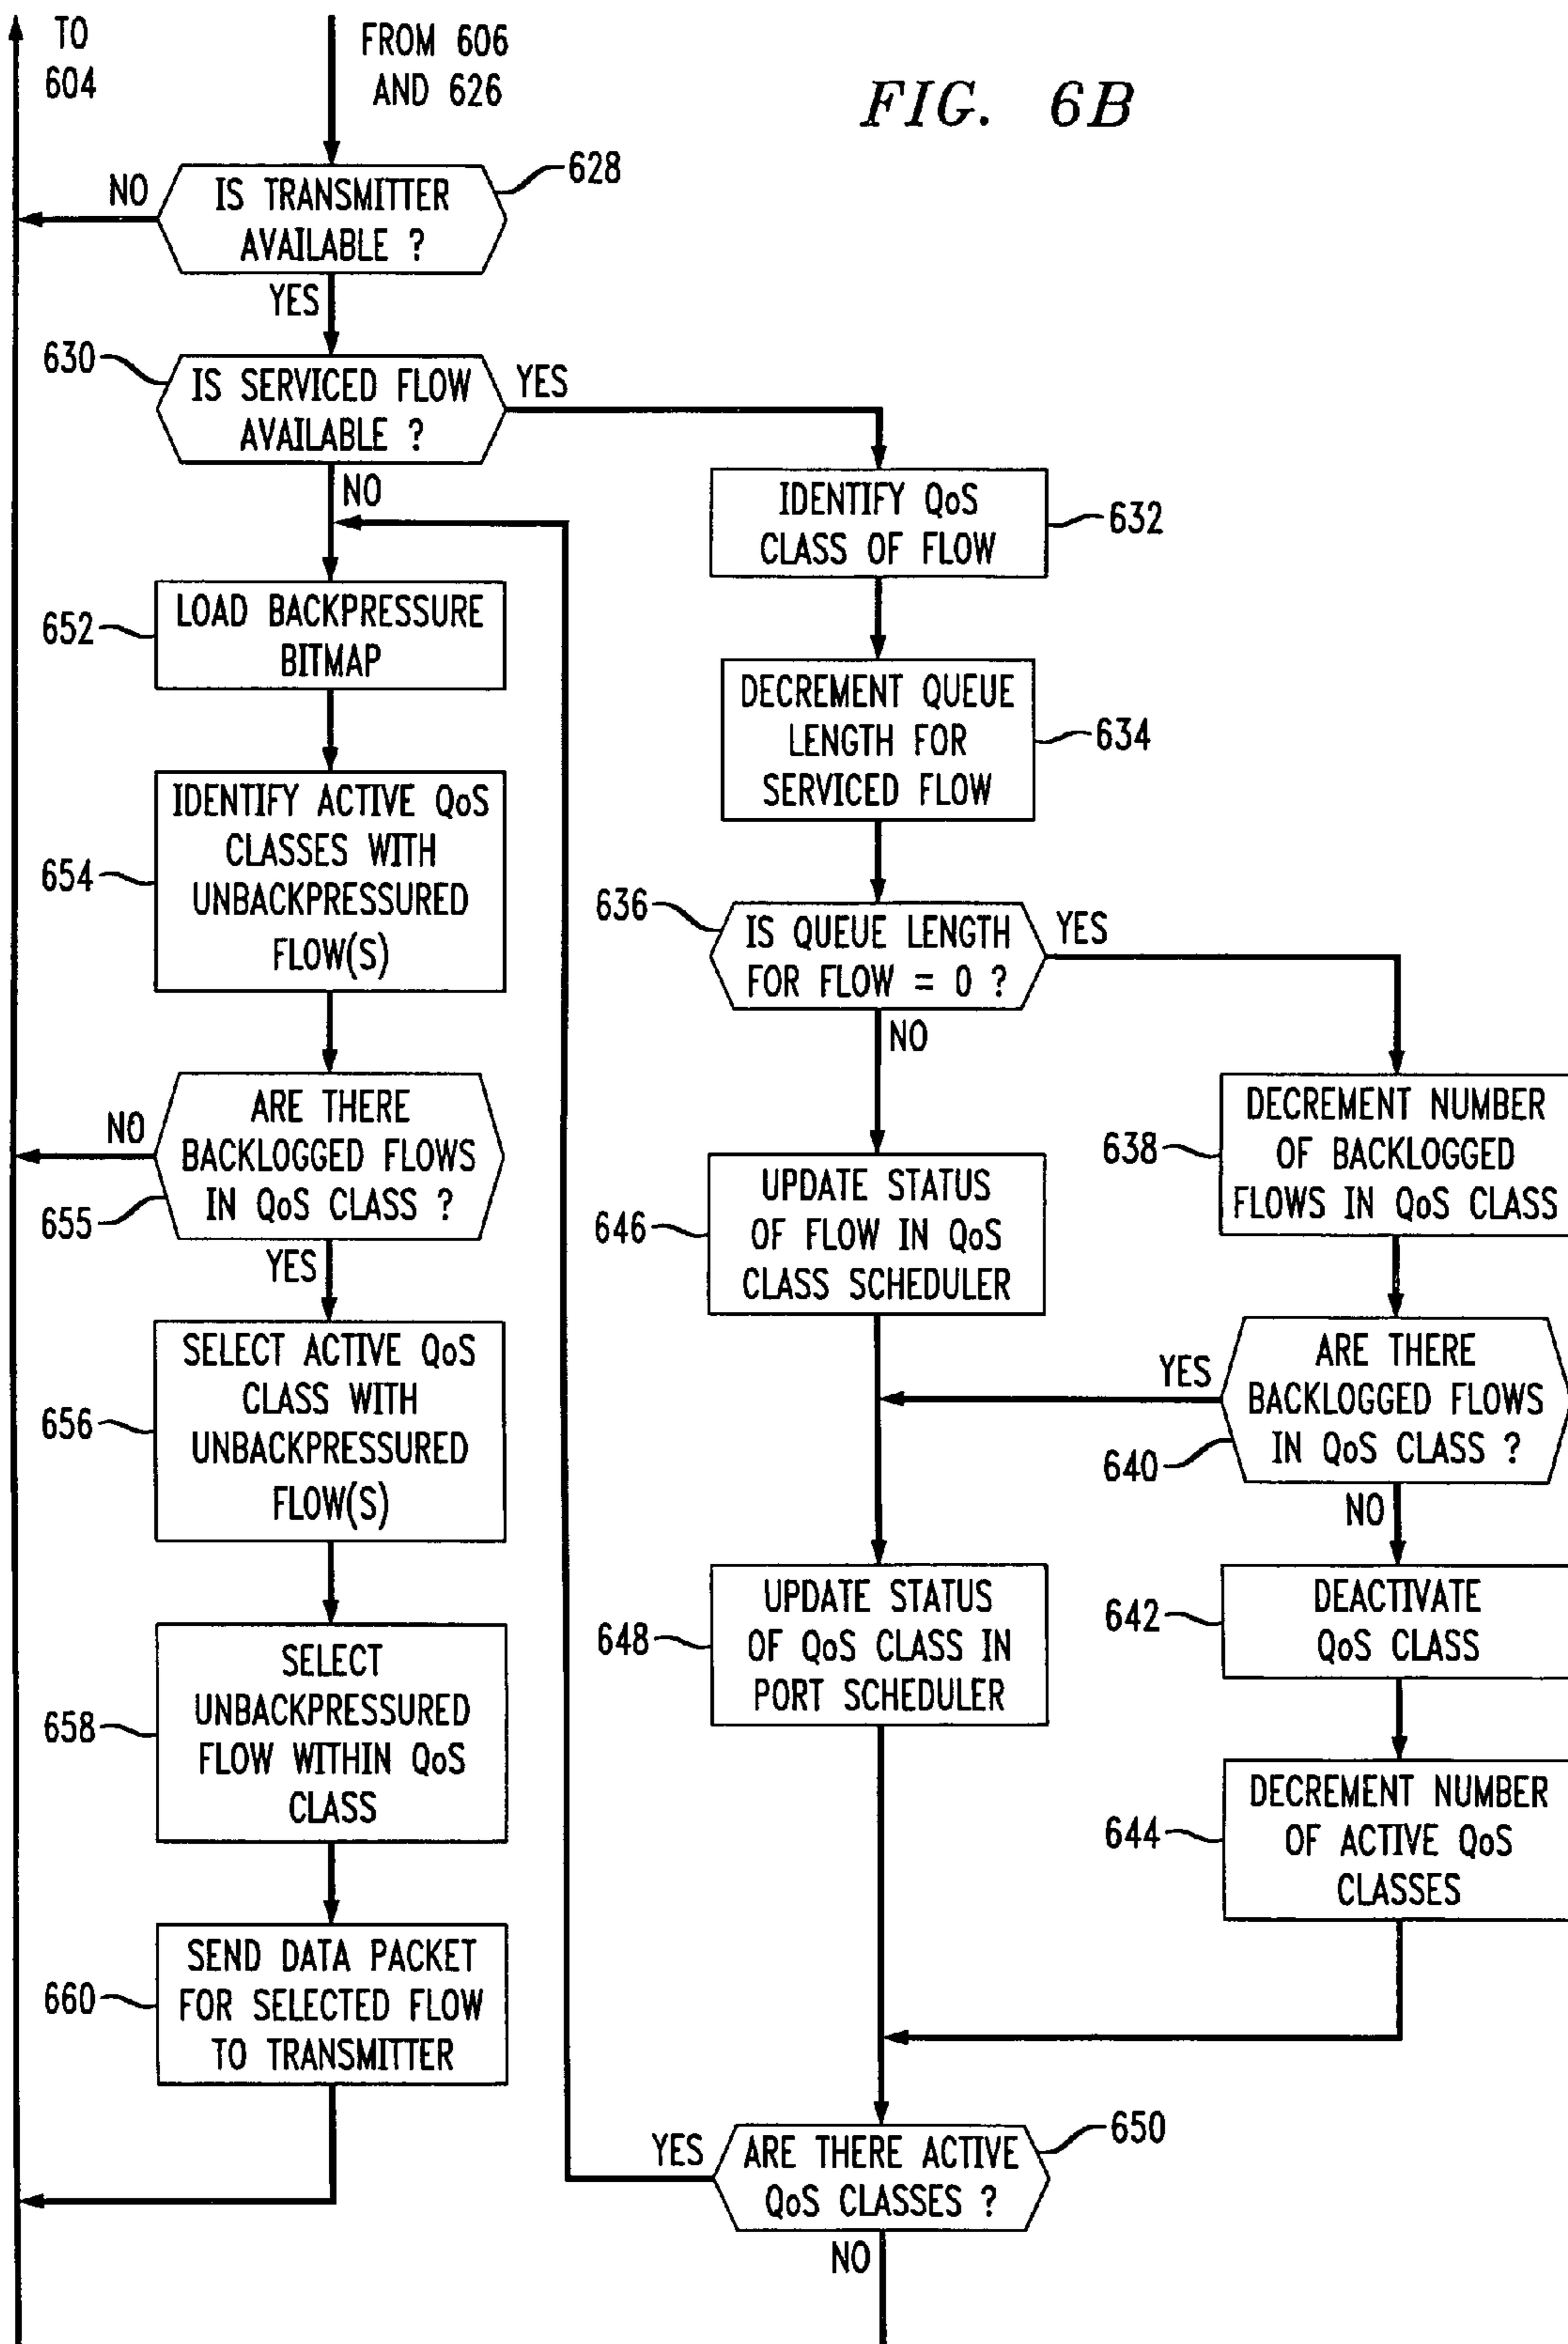 TO
604
FROM 606
AND 626
FIG. 6B
628
NO
IS TRANSMITTER
AVAILABLE ?
YES
630
IS SERVICED FLOW
AVAILABLE ?
YES
NO
IDENTIFY QoS
CLASS OF FLOW
632
652
LOAD BACKPRESSURE
BITMAP
DECREMENT QUEUE
LENGTH FOR
SERVICED FLOW
634
654
IDENTIFY ACTIVE QoS
CLASSES WITH
UNBACKPRESSURED
FLOW(S)
636
IS QUEUE LENGTH
FOR FLOW = 0 ?
YES
NO
NO
ARE THERE
BACKLOGGED FLOWS
IN QoS CLASS ?
655
YES
638
DECREMENT NUMBER
OF BACKLOGGED
FLOWS IN QoS CLASS
646
UPDATE STATUS
OF FLOW IN QoS
CLASS SCHEDULER
656
SELECT ACTIVE QoS
CLASS WITH
UNBACKPRESSURED
FLOW(S)
YES
ARE THERE
BACKLOGGED FLOWS
IN QoS CLASS ?
640
NO
648
UPDATE STATUS
OF QoS CLASS IN
PORT SCHEDULER
642
DEACTIVATE
QoS CLASS
658
SELECT
UNBACKPRESSURED
FLOW WITHIN QoS
CLASS
644
DECREMENT NUMBER
OF ACTIVE QoS
CLASSES
660
SEND DATA PACKET
FOR SELECTED FLOW
TO TRANSMITTER
650
YES
ARE THERE ACTIVE
QoS CLASSES ?
NO